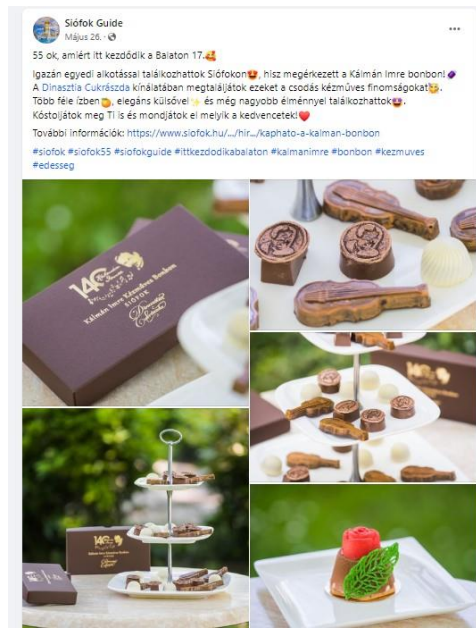 Siófok Guide
Május 26. ·
55 ok, amiért itt kezdődik a Balaton 17.🥰
Igazán egyedi alkotással találkozhattok Siófokon🤩, hisz megérkezett a Kálmán Imre bonbon!🍫
A Dinasztia Cukrászda kínálatában megtaláljátok ezeket a csodás kézműves finomságokat🥰.
Több féle ízben😋, elegáns külsővel✨ és még nagyobb élménnyel találkozhattok🤩.
Kóstoljátok meg Ti is és mondjátok el melyik a kedvencetek!❤️
További információk: https://www.siofok.hu/.../hir.../kaphato-a-kalman-bonbon
#siofok #siofok55 #siofokguide #ittkezdodikabalaton #kalmanimre #bonbon #kezmuves
#edesseg
140
Kálmán Imre Kézműves Bonbon
SIÓFOK
140